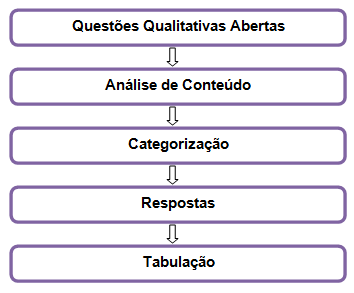 Questões Qualitativas Abertas
Análise de Conteúdo
Categorização
Respostas
Tabulação